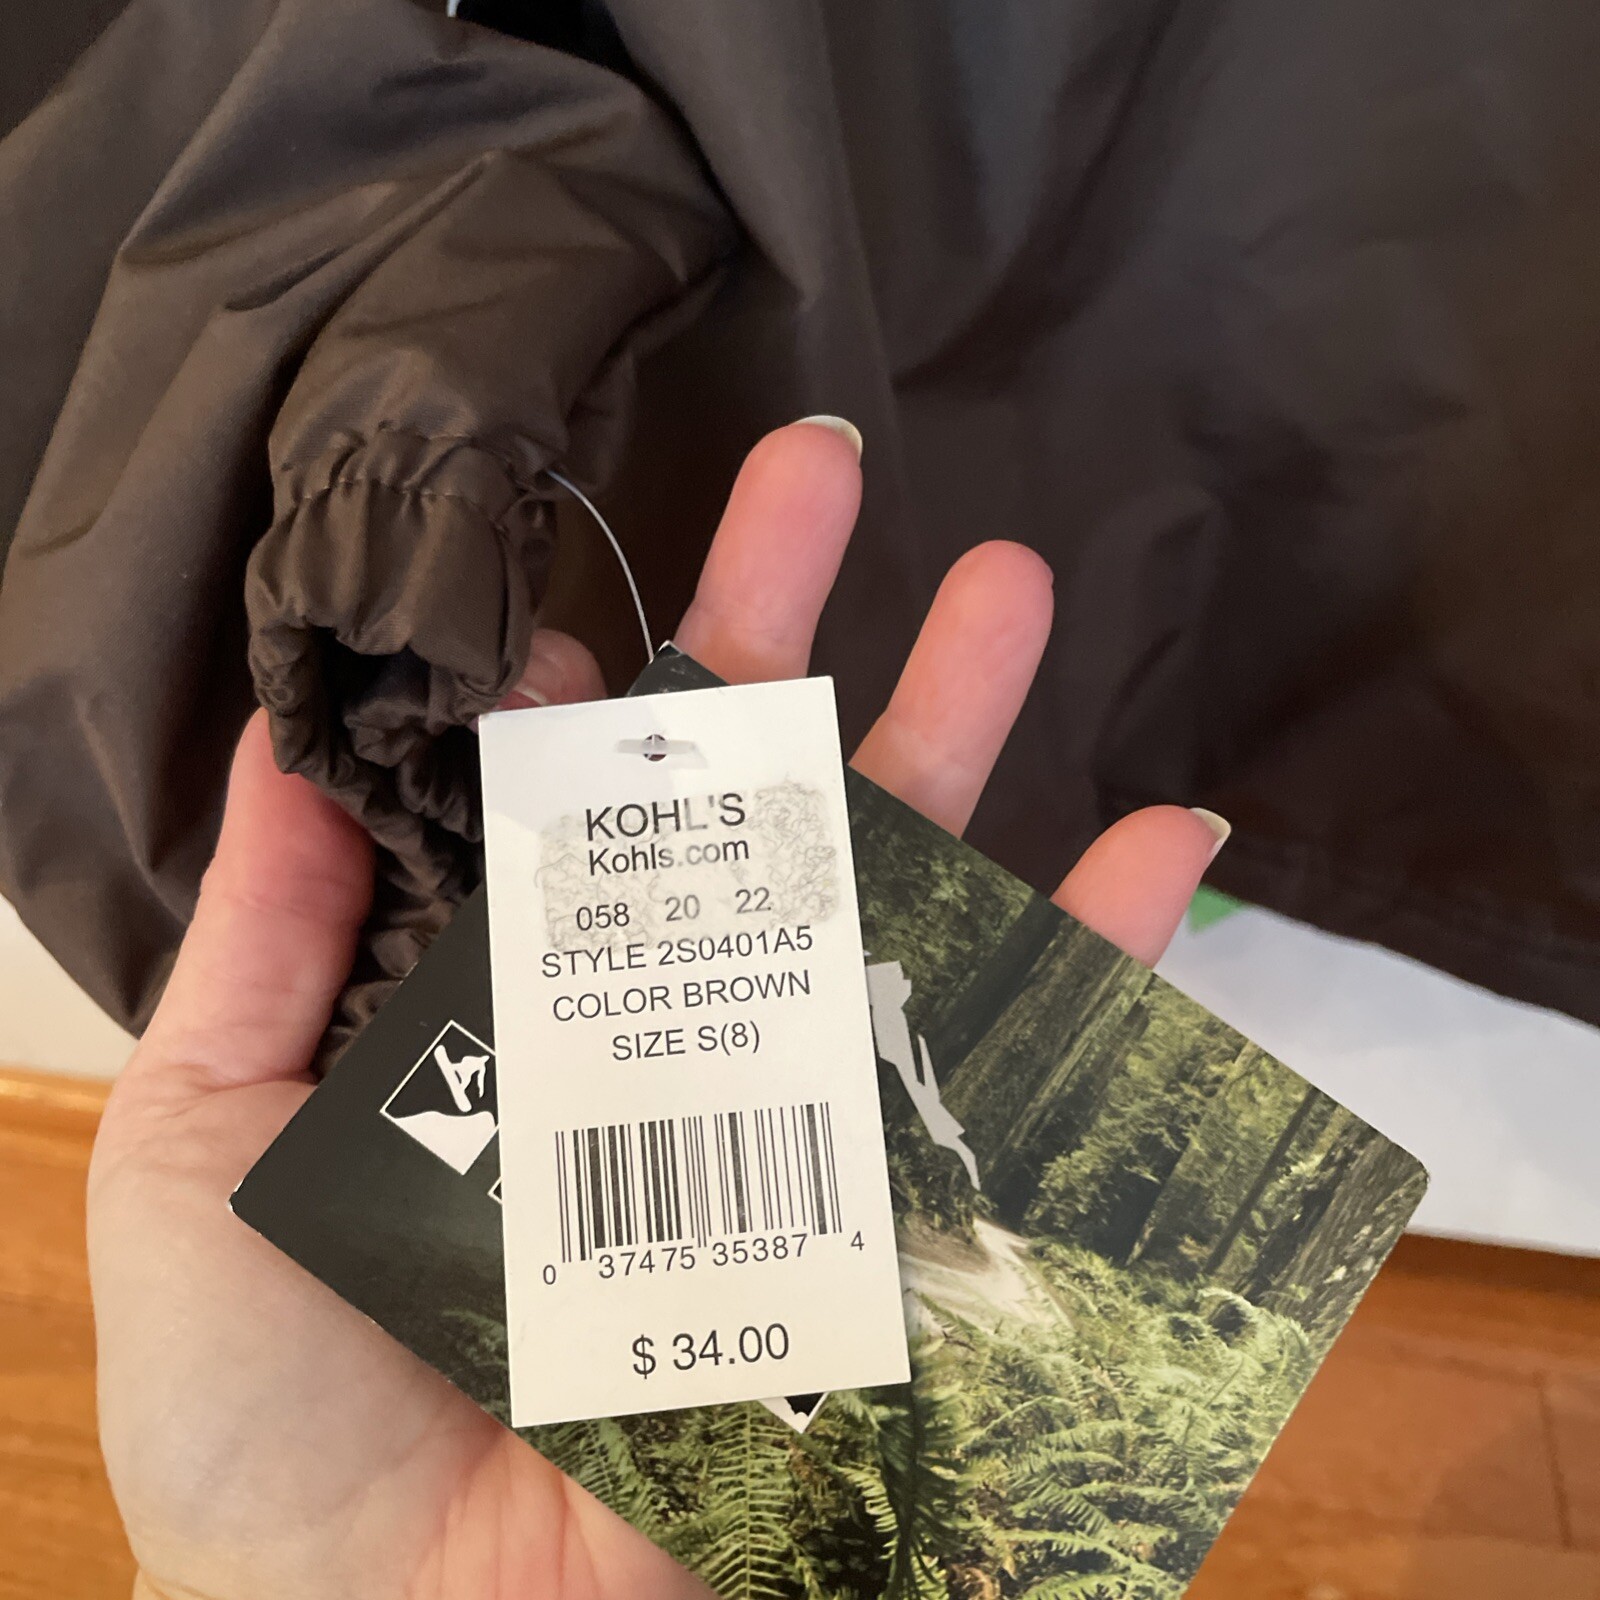 KOHL'S
Kohls.com
058 20 22
STYLE 2S0401A5
COLOR BROWN
SIZE S(8)
0 37475 35387 4
$ 34.00